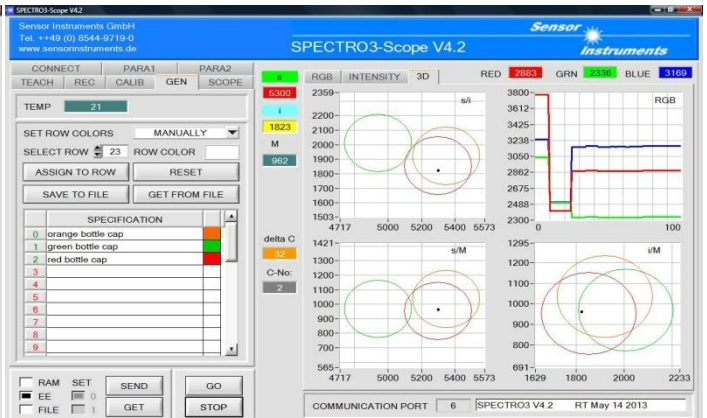 SPECTRO3-Scope V4.2
Sensor Instruments GmbH
Tel. ++49 (0) 8544-9719-0
www.sensorinstruments.de
SPECTRO3-Scope V4.2
Sensor
Instruments
CONNECT PARA1 PARA2
TEACH REC CALIB GEN SCOPE
TEMP 21
SET ROW COLORS MANUALLY
SELECT ROW 23 ROW COLOR
ASSIGN TO ROW RESET
SAVE TO FILE GET FROM FILE
SPECIFICATION
0 orange bottle cap
1 green bottle cap
2 red bottle cap
3
4
5
6
7
8
9
RAM SET
EE 0
FILE 1
SEND GO
GET STOP
s
5300
i
1823
M
962
delta C
32
C-No:
2
RGB INTENSITY 3D RED 2883 GRN 2336 BLUE 3169
s/i
2359
2200
2100
2000
1900
1800
1700
1600
1503
4717 5000 5200 5400 5573
RGB
3800
3612
3425
3238
3050
2862
2675
2488
2300
0 100
s/M
1421
1300
1200
1100
1000
900
800
700
565
4717 5000 5200 5400 5573
i/M
1295
1200
1100
1000
900
800
691
1629 1800 2000 2233
COMMUNICATION PORT 6 SPECTRO3 V4.2 RT May 14 2013